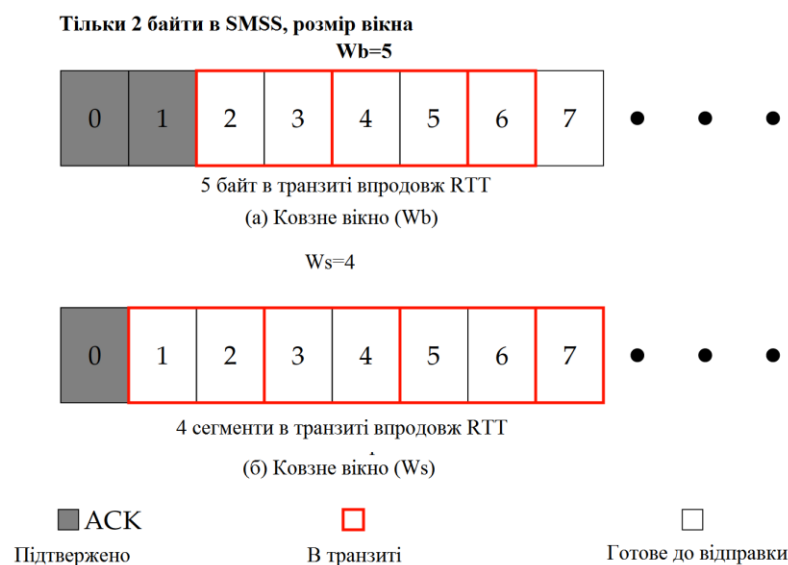 Тільки 2 байти в SMSS, розмір вікна
Wb=5
0 1 2 3 4 5 6 7
5 байт в транзиті впродовж RTT
(а) Ковзне вікно (Wb)
Ws=4
0 1 2 3 4 5 6 7
4 сегменти в транзиті впродовж RTT
(б) Ковзне вікно (Ws)
ACK
Підтвержено В транзиті Готове до відправки